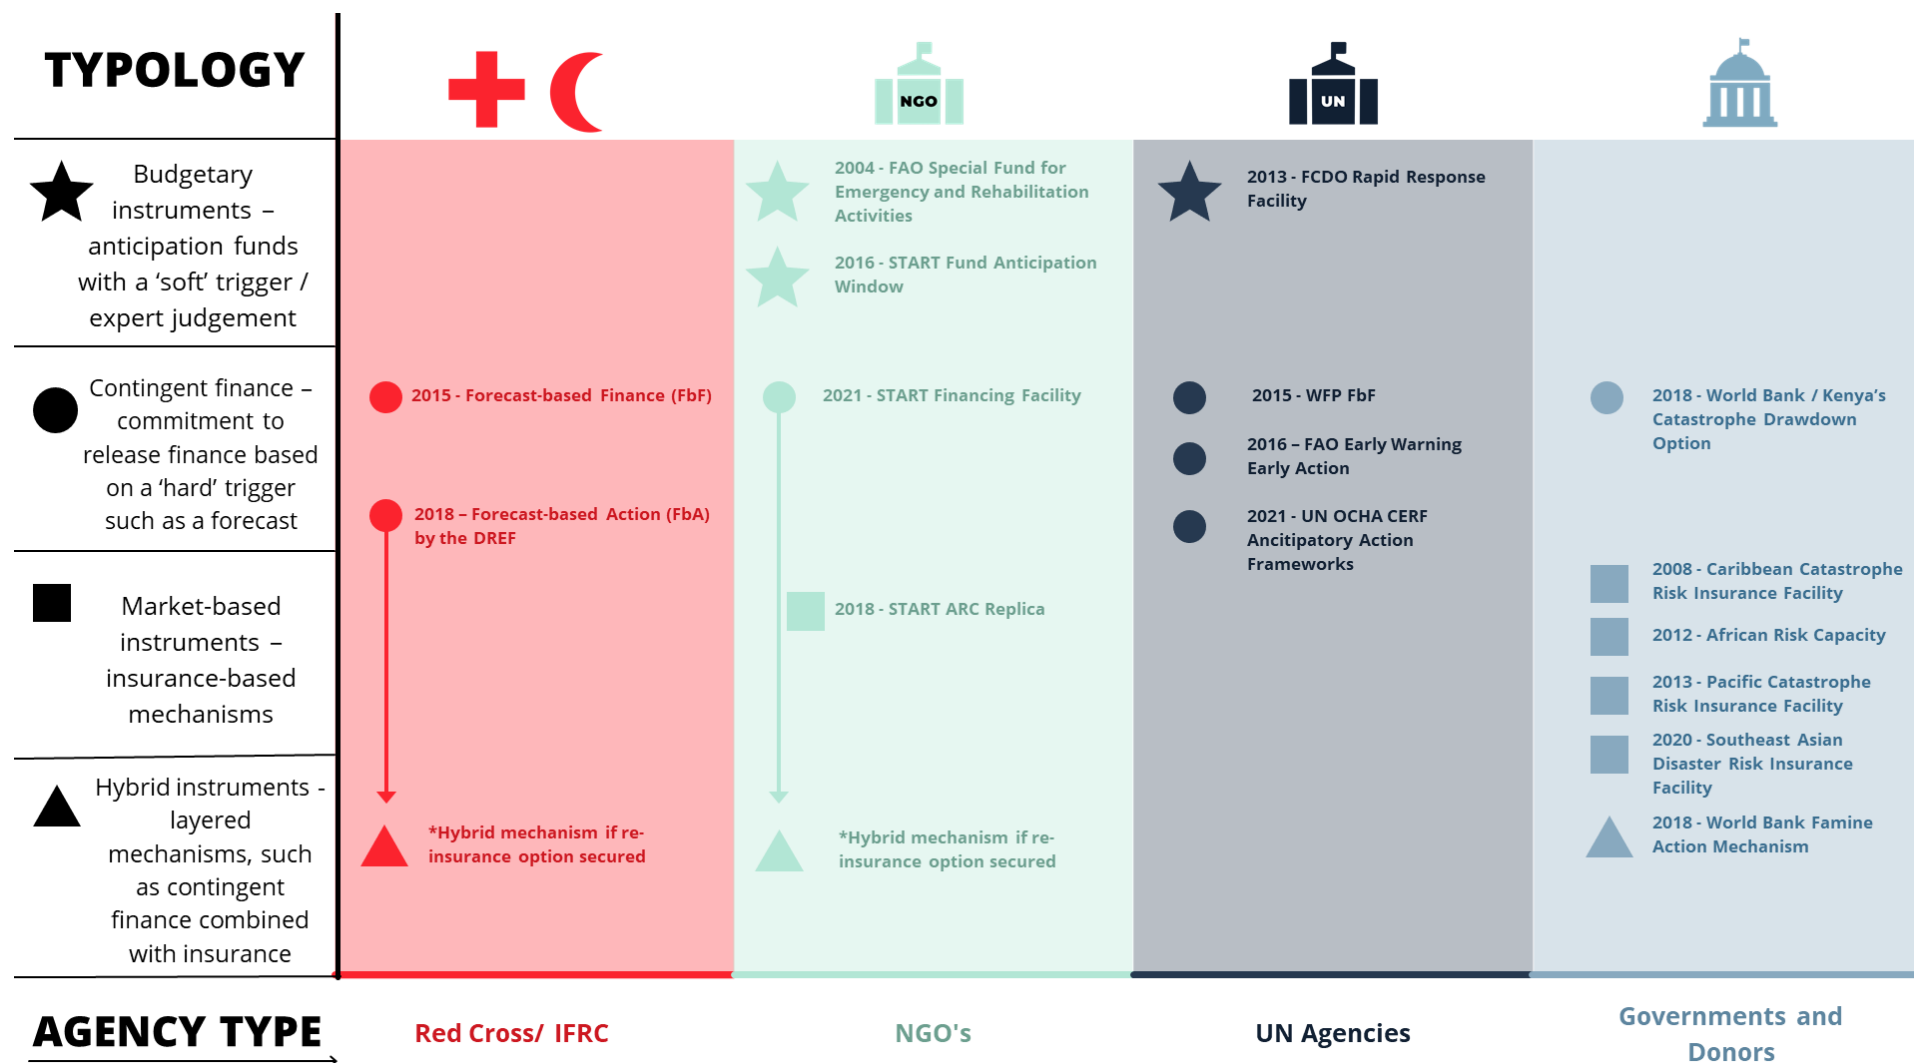 TYPOLOGY
NGO
UN
Budgetary
instruments –
anticipation funds
with a ‘soft’ trigger /
expert judgement
2004 - FAO Special Fund for
Emergency and Rehabilitation
Activities
2016 - START Fund Anticipation
Window
2013 - FCDO Rapid Response
Facility
Contingent finance –
commitment to
release finance based
on a ‘hard’ trigger
such as a forecast
2015 - Forecast-based Finance (FbF)
2018 – Forecast-based Action (FbA)
by the DREF
2021 - START Financing Facility
2015 - WFP FbF
2016 – FAO Early Warning
Early Action
2021 - UN OCHA CERF
Ancitipatory Action
Frameworks
2018 - World Bank / Kenya’s
Catastrophe Drawdown
Option
Market-based
instruments –
insurance-based
mechanisms
2018 - START ARC Replica
2008 - Caribbean Catastrophe
Risk Insurance Facility
2012 - African Risk Capacity
2013 - Pacific Catastrophe
Risk Insurance Facility
2020 - Southeast Asian
Disaster Risk Insurance
Facility
Hybrid instruments -
layered
mechanisms, such
as contingent
finance combined
with insurance
*Hybrid mechanism if re-
insurance option secured
*Hybrid mechanism if re-
insurance option secured
2018 - World Bank Famine
Action Mechanism
AGENCY TYPE
Red Cross/ IFRC
NGO's
UN Agencies
Governments and
Donors